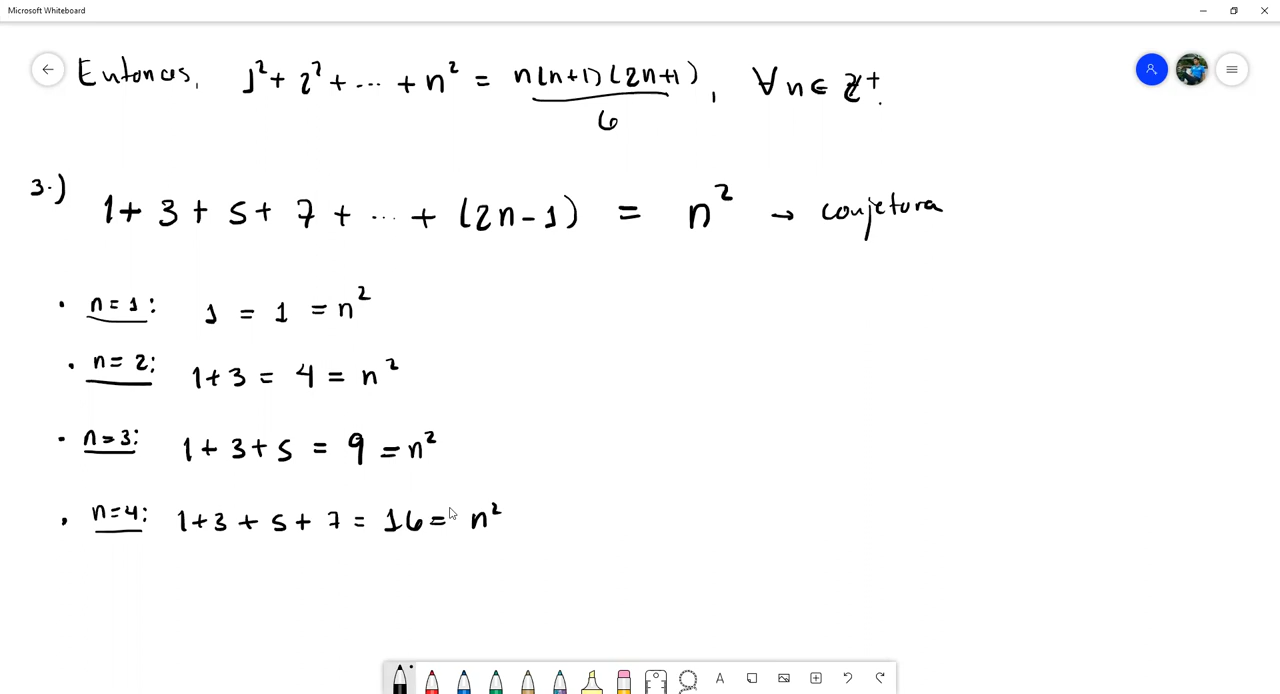 Microsoft Whiteboard
Entonces, 1² + 2² + ... + n² = n(n+1)(2n+1)/6, ∀ n ∈ ℤ⁺.
3.) 1 + 3 + 5 + 7 + ... + (2n - 1) = n² → conjetura
• n = 1: 1 = 1 = n²
• n = 2: 1 + 3 = 4 = n²
• n = 3: 1 + 3 + 5 = 9 = n²
• n = 4: 1 + 3 + 5 + 7 = 16 = n²
A